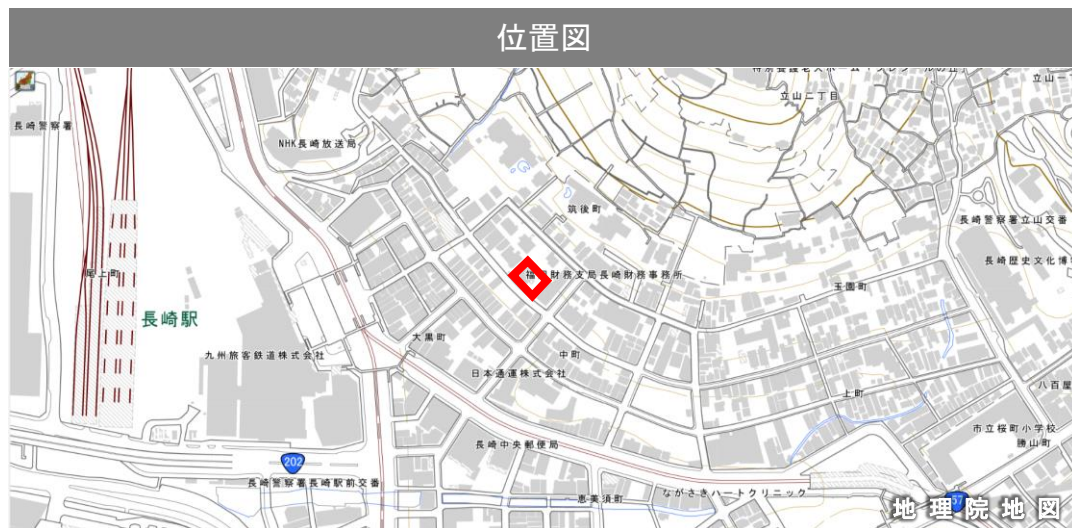 位置図
立山一丁
立山二丁目
長崎警察署
NHK長崎放送局
筑後町
長崎警察署立山交番
長崎歴史文化博
福 財務支局長崎財務事務所
尾上町
玉園町
長崎駅
大黒町
九州旅客鉄道株式会社
中町
日本通運株式会社
八百屋
上町
市立桜町小学校
勝山町
長崎中央郵便局
202
長崎警察署長崎駅前交番
恵美須町
ながさきハートクリニック
地理院地図